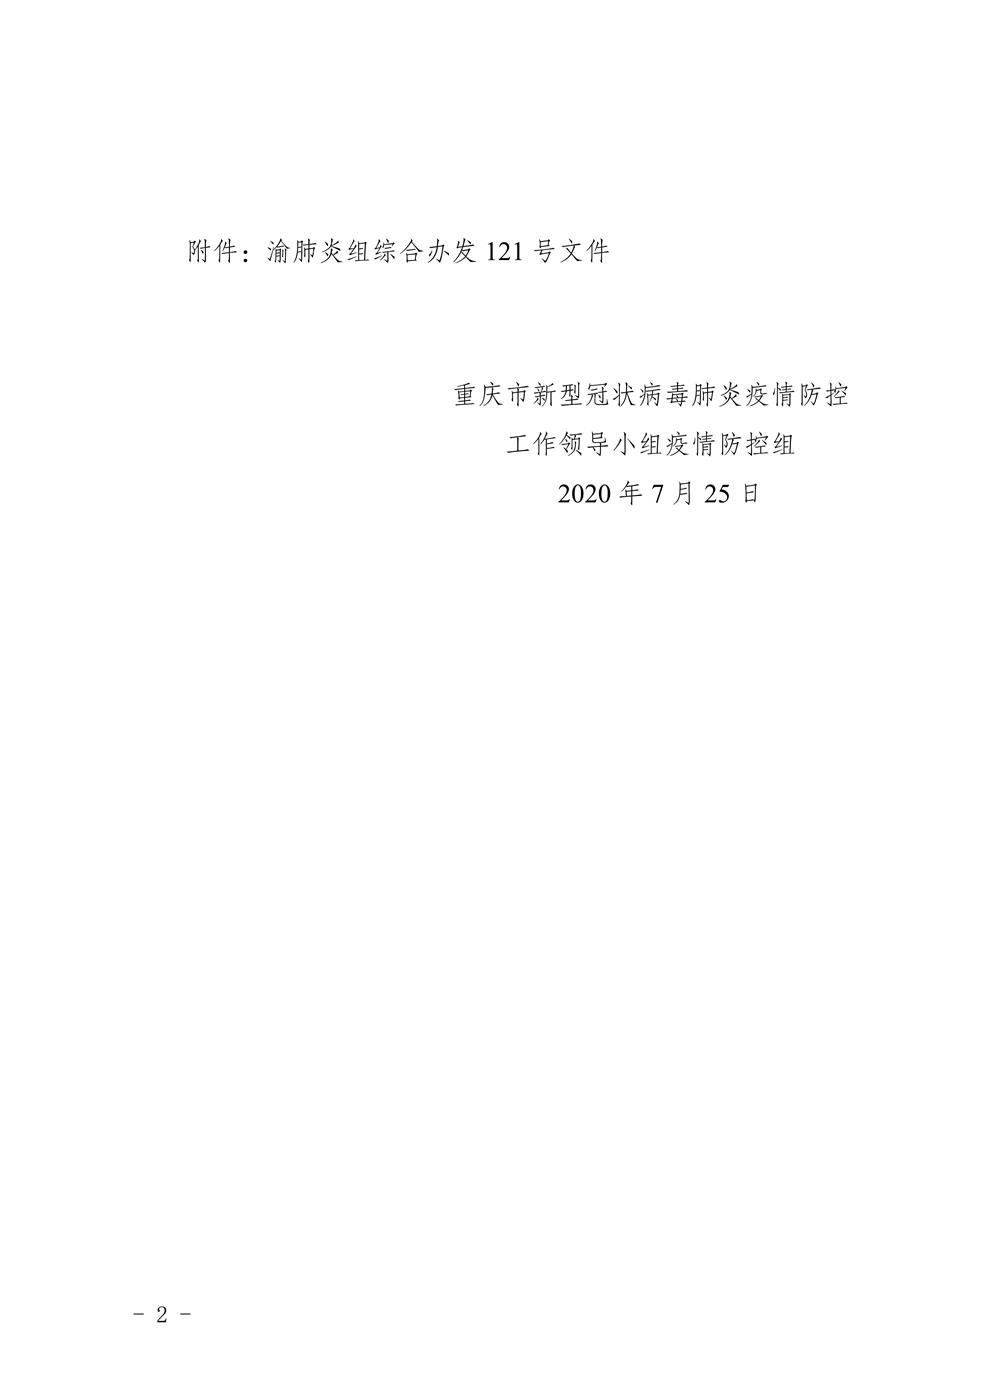 附件：渝肺炎组综合办发 121 号文件
重庆市新型冠状病毒肺炎疫情防控
工作领导小组疫情防控组
2020 年 7 月 25 日
- 2 -